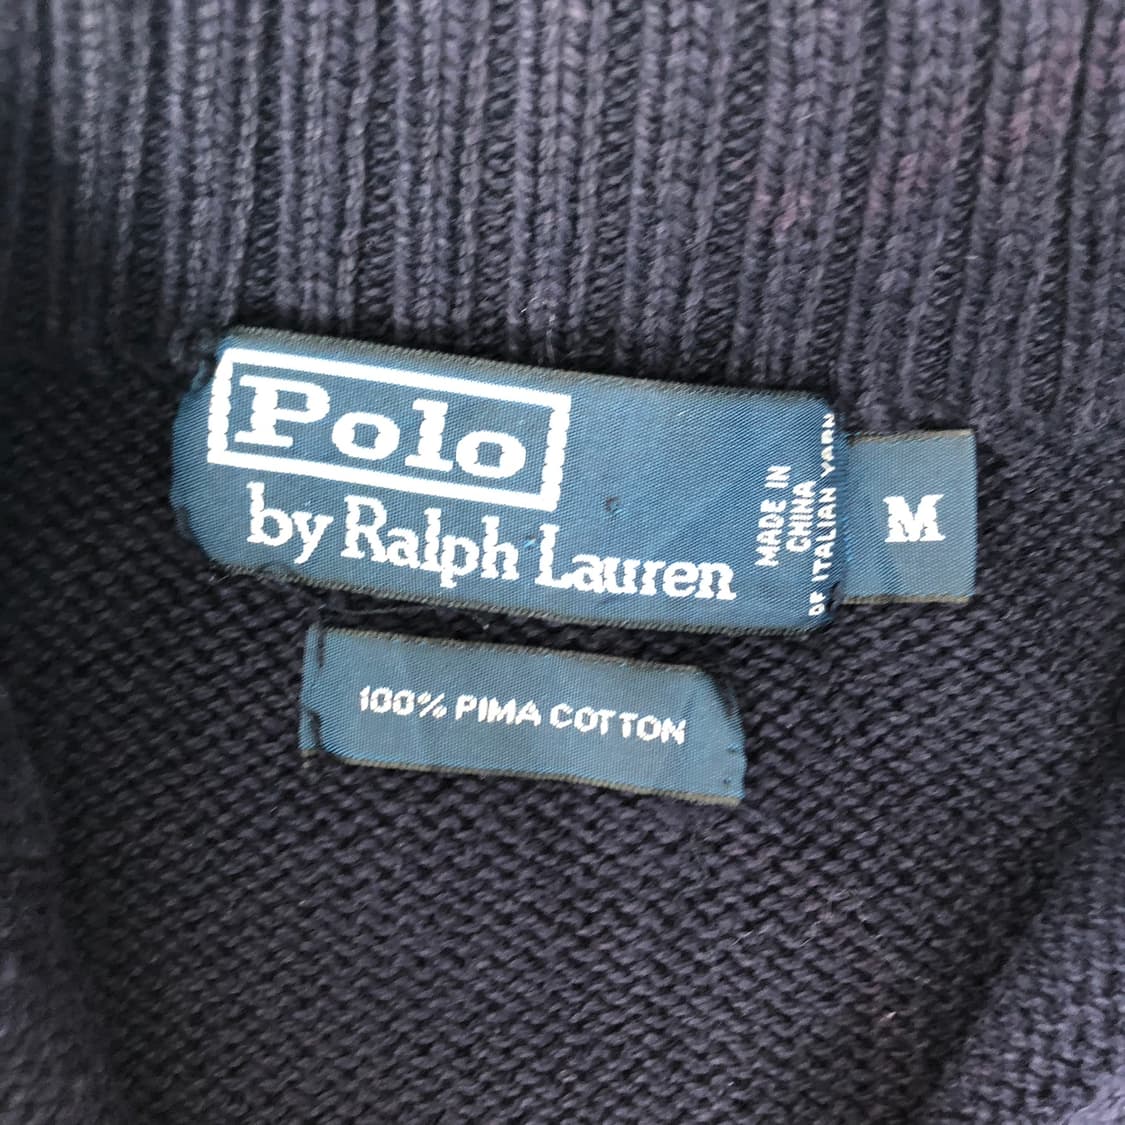 Polo
by Ralph Lauren
MADE IN
CHINA
OF ITALIAN YARN
M
100% PIMA COTTON